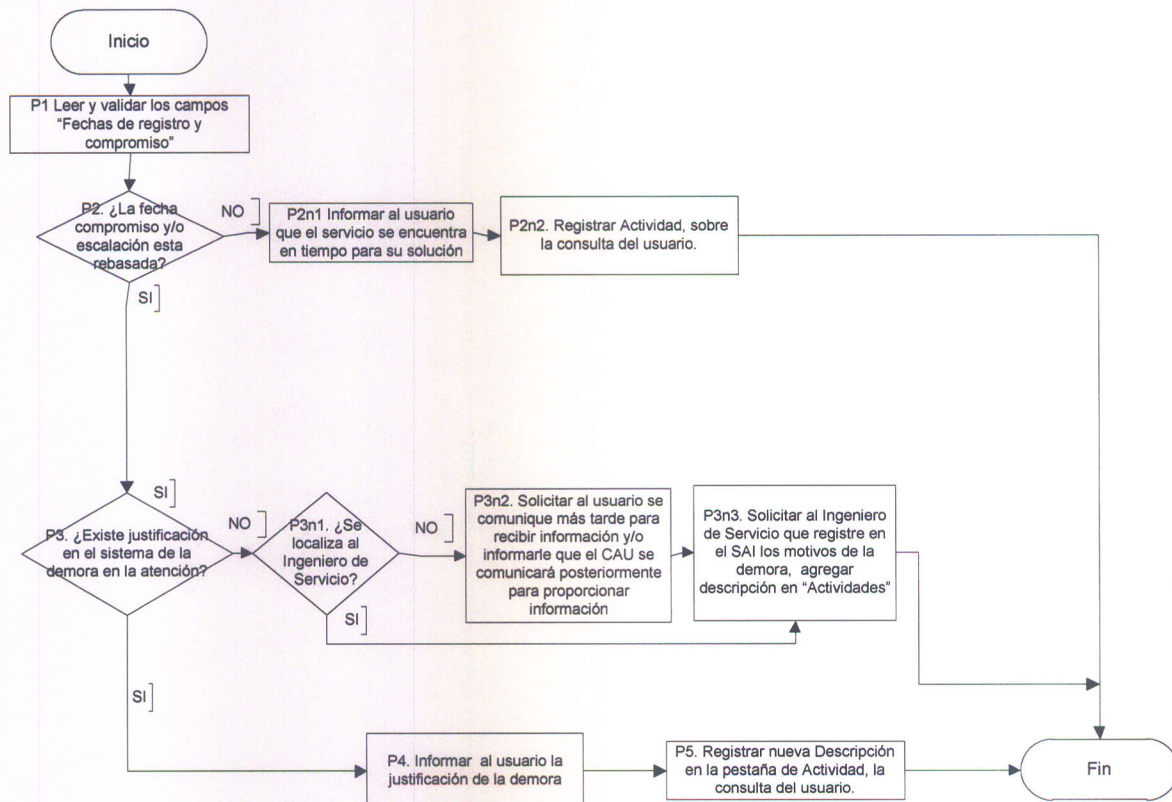 Inicio
P1 Leer y validar los campos
“Fechas de registro y
compromiso”
P2. ¿La fecha
compromiso y/o
escalación esta
rebasada?
NO
P2n1 Informar al usuario
que el servicio se encuentra
en tiempo para su solución
P2n2. Registrar Actividad, sobre
la consulta del usuario.
SI
SI
P3. ¿Existe justificación
en el sistema de la
demora en la atención?
NO
P3n1. ¿Se
localiza al
Ingeniero de
Servicio?
NO
SI
P3n2. Solicitar al usuario se
comunique más tarde para
recibir información y/o
informarle que el CAU se
comunicará posteriormente
para proporcionar
información
P3n3. Solicitar al Ingeniero
de Servicio que registre en
el SAI los motivos de la
demora, agregar
descripción en “Actividades”
SI
P4. Informar al usuario la
justificación de la demora
P5. Registrar nueva Descripción
en la pestaña de Actividad, la
consulta del usuario.
Fin